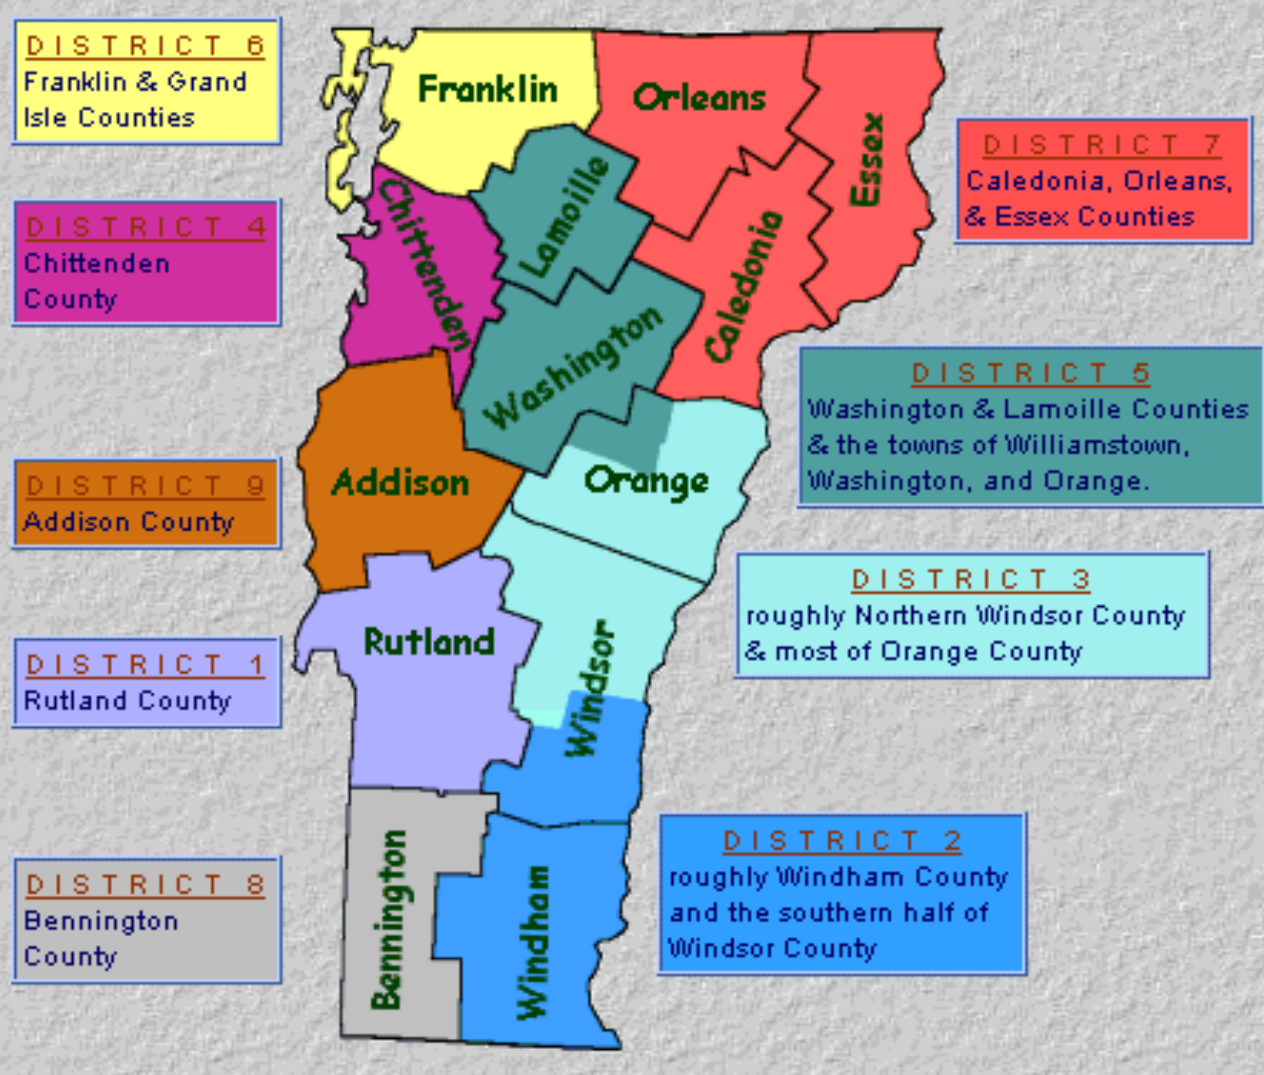 DISTRICT 6
Franklin & Grand
Isle Counties
DISTRICT 4
Chittenden
County
DISTRICT 9
Addison County
DISTRICT 1
Rutland County
DISTRICT 8
Bennington
County
Franklin
Orleans
Essex
Lamoille
Chittenden
Caledonia
Washington
Addison
Orange
Rutland
Windsor
Bennington
Windham
DISTRICT 7
Caledonia, Orleans,
& Essex Counties
DISTRICT 5
Washington & Lamoille Counties
& the towns of Williamstown,
Washington, and Orange.
DISTRICT 3
roughly Northern Windsor County
& most of Orange County
DISTRICT 2
roughly Windham County
and the southern half of
Windsor County